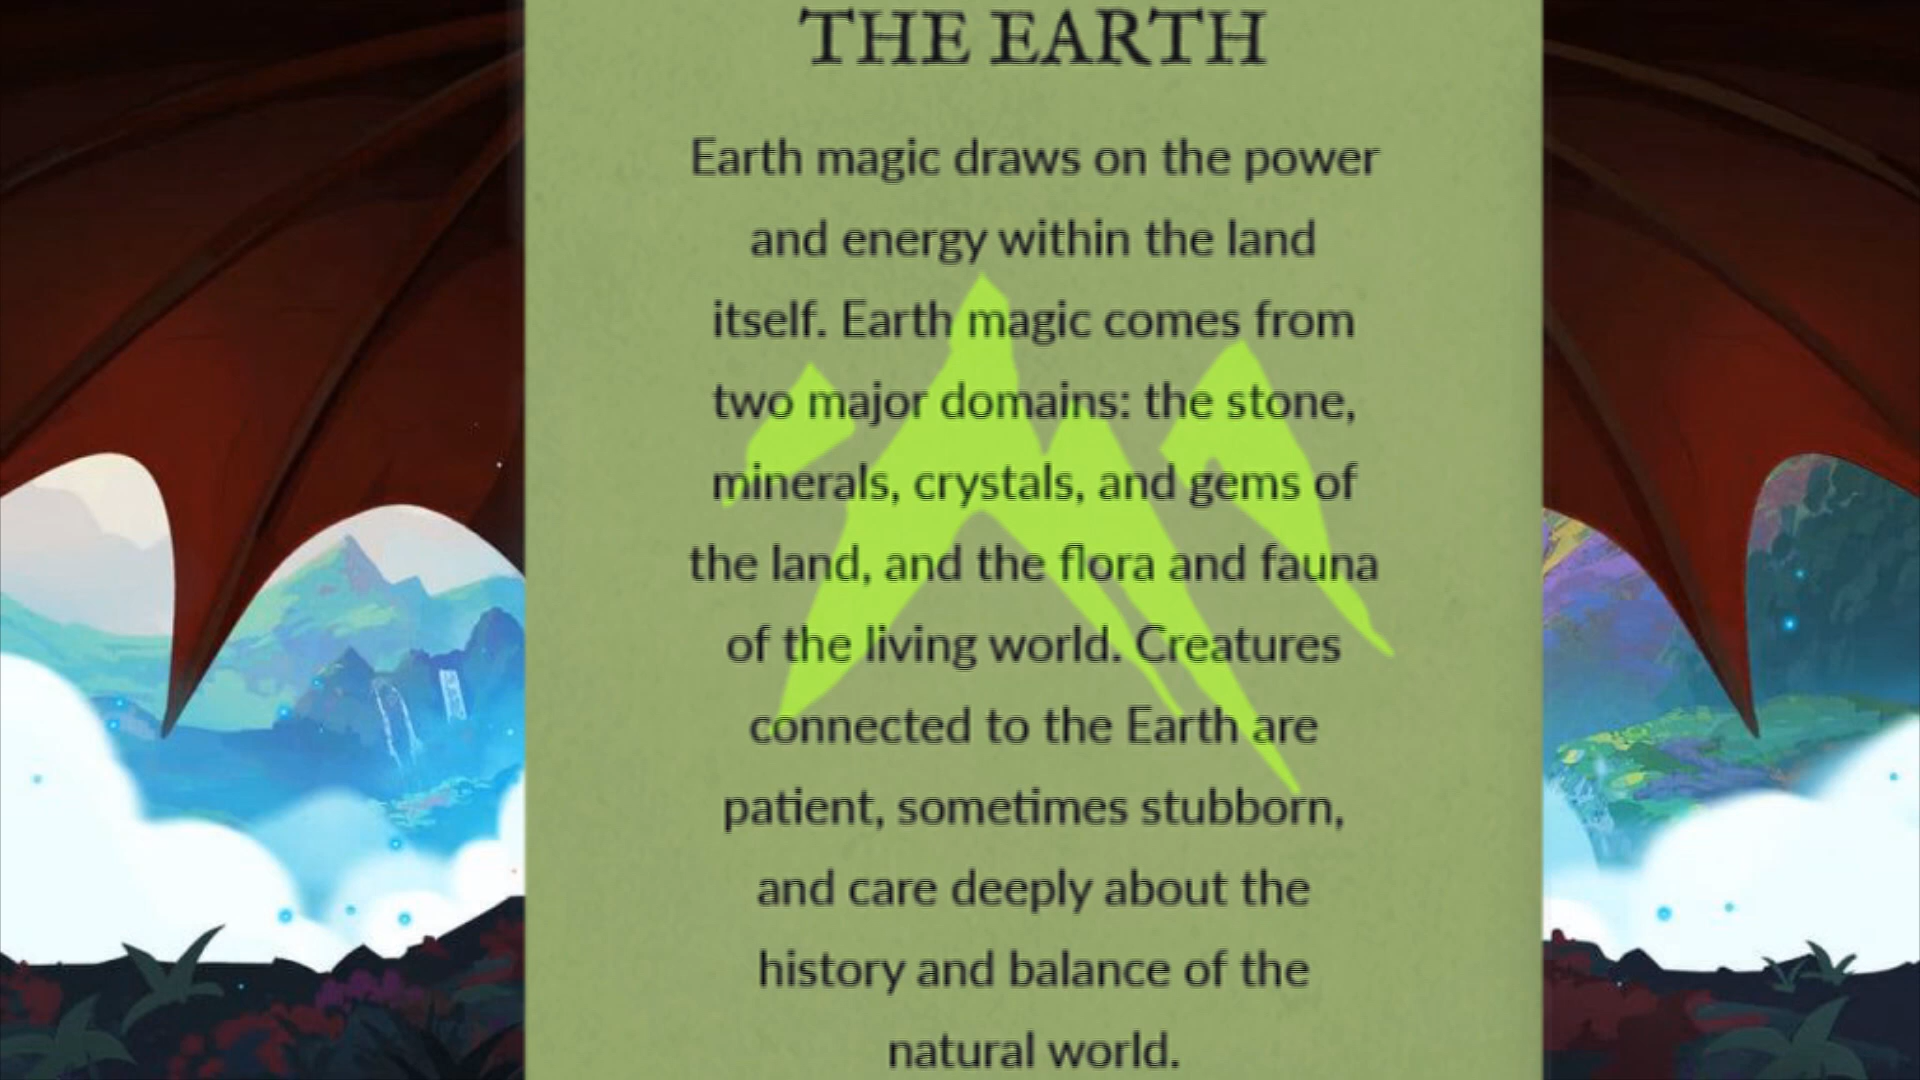 THE EARTH
Earth magic draws on the power
and energy within the land
itself. Earth magic comes from
two major domains: the stone,
minerals, crystals, and gems of
the land, and the flora and fauna
of the living world. Creatures
connected to the Earth are
patient, sometimes stubborn,
and care deeply about the
history and balance of the
natural world.